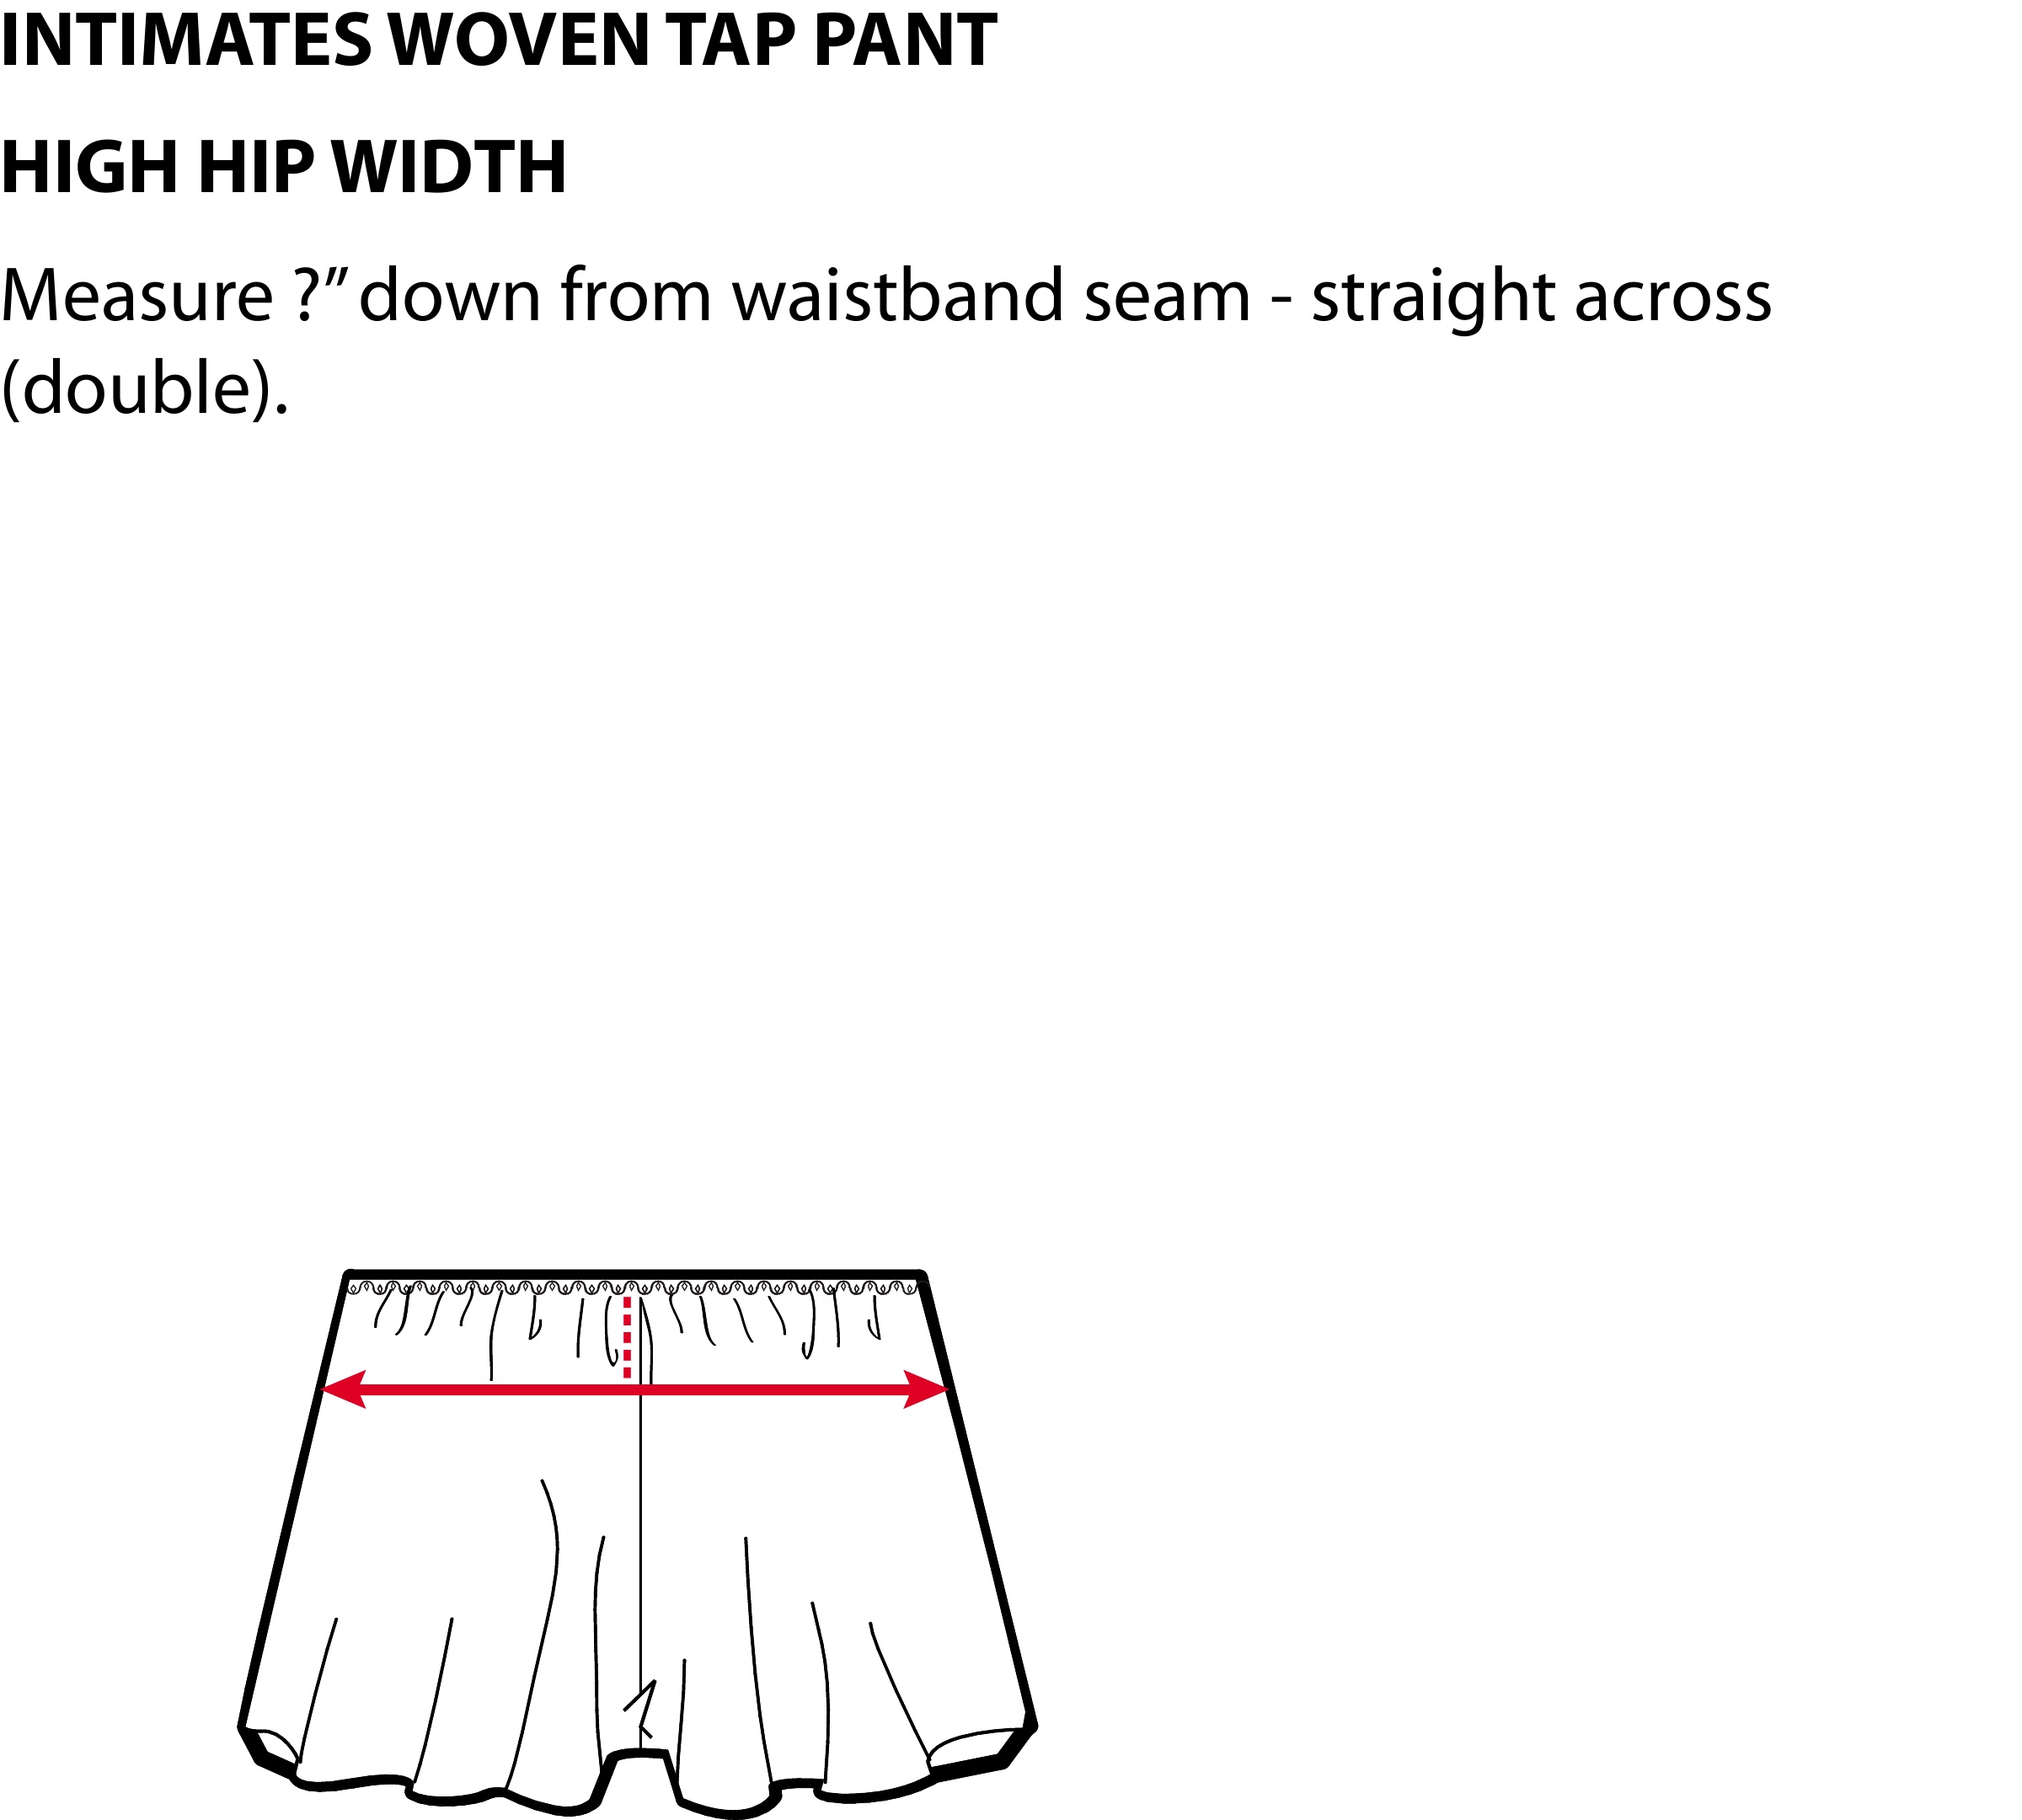 INTIMATES WOVEN TAP PANT
HIGH HIP WIDTH
Measure ?” down from waistband seam - straight across
(double).